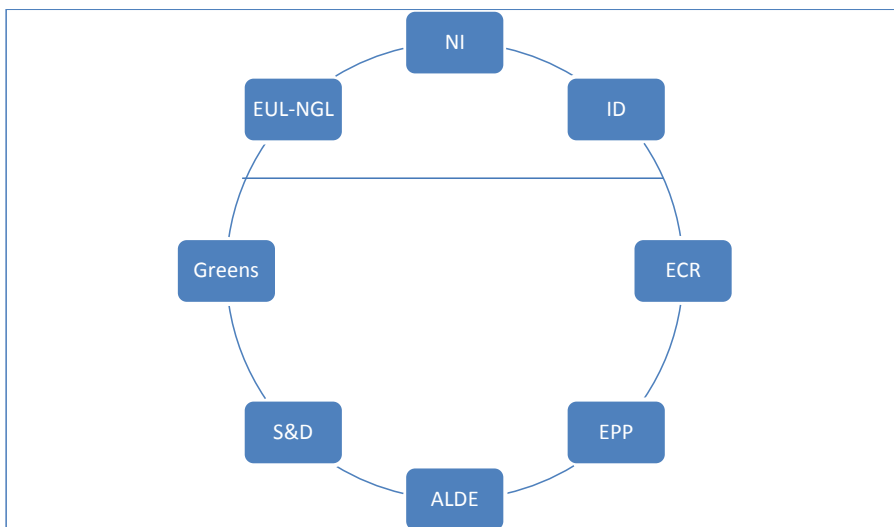 NI
EUL-NGL
ID
Greens
ECR
S&D
EPP
ALDE